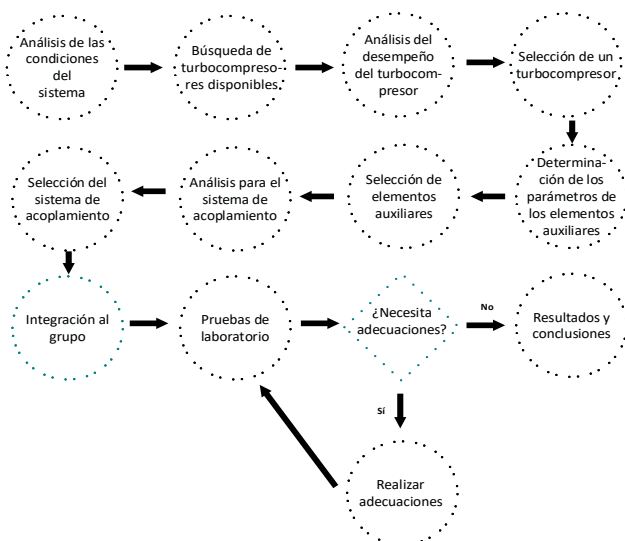 Análisis de las
condiciones
del
sistema
Búsqueda de
turbocompreso-
res disponibles
Análisis del
desempeño
del turbocom-
presor
Selección de un
turbocompresor
Determina-
ción de los
parámetros de
los elementos
auxiliares
Selección de
elementos
auxiliares
Análisis para el
sistema de
acoplamiento
Selección del
sistema de
acoplamiento
Integración al
grupo
Pruebas de
laboratorio
¿Necesita
adecuaciones?
No
Resultados y
conclusiones
Sí
Realizar
adecuaciones